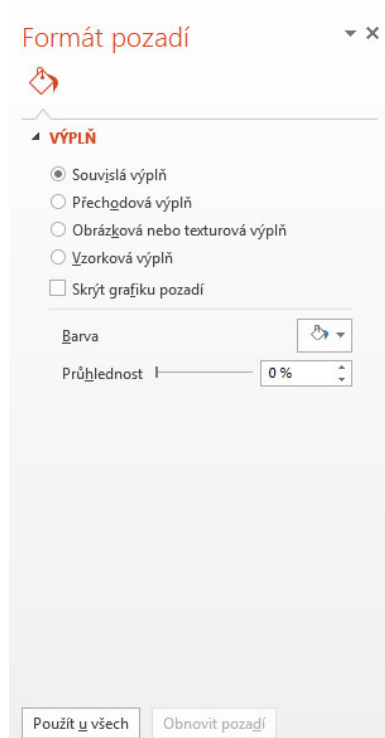 Formát pozadí
VÝPLŇ
Souvislá výplň
Přechodová výplň
Obrázková nebo texturová výplň
Vzorková výplň
Skrýt grafiku pozadí
Barva
Průhlednost 0 %
Použít u všech Obnovit pozadí